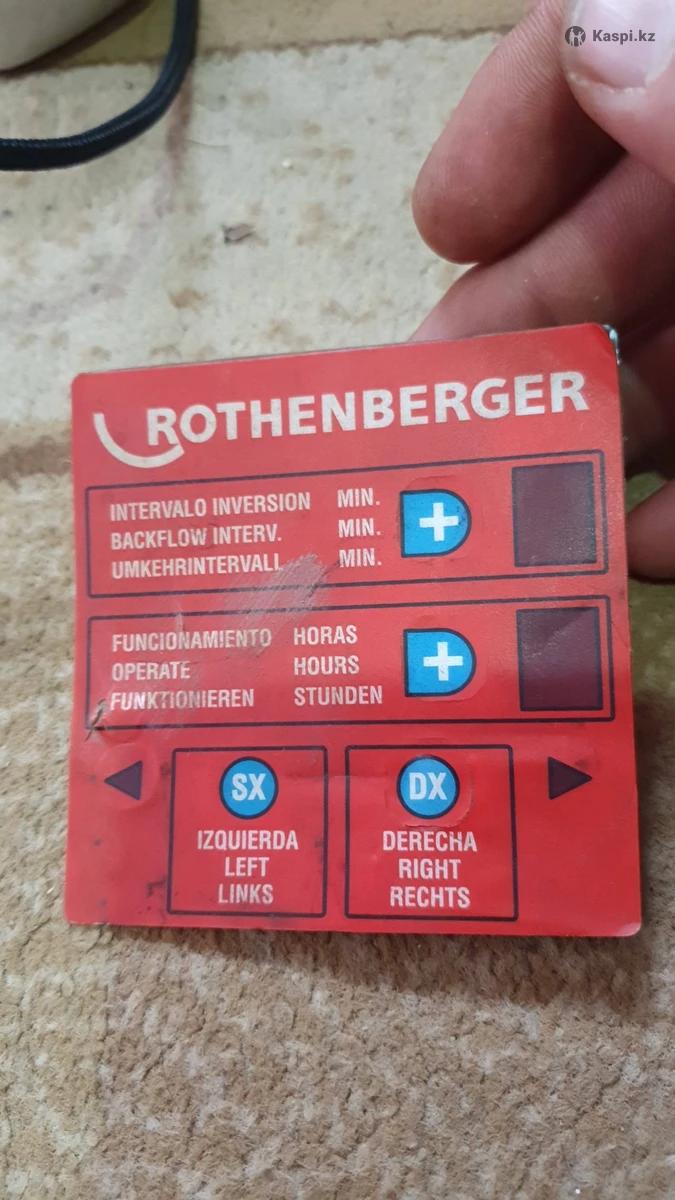 Kaspi.kz
ROTHENBERGER
INTERVALO INVERSION MIN.
BACKFLOW INTERV. MIN.
UMKEHRINTERVALL MIN.
+
FUNCIONAMIENTO HORAS
OPERATE HOURS
FUNKTIONIEREN STUNDEN
+
SX
IZQUIERDA
LEFT
LINKS
DX
DERECHA
RIGHT
RECHTS